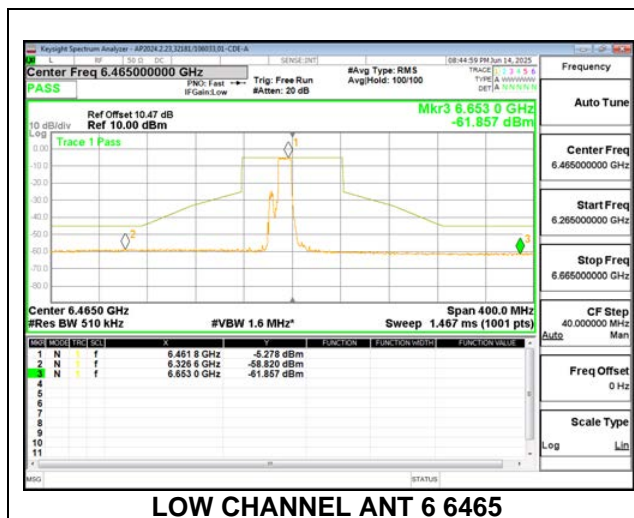 Keysight Spectrum Analyzer - AP2024.2.23,32181/106033,01-CDE-A
L RF 50 Ω DC SENSE:INT 08:44:59 PM Jun 14, 2025
Center Freq 6.465000000 GHz
PASS
PNO: Fast
IFGain:Low
Trig: Free Run
#Atten: 20 dB
#Avg Type: RMS
Avg|Hold: 100/100
TRACE 1 2 3 4 5 6
TYPE A WWWWW
DET A N N N N N
Ref Offset 10.47 dB
10 dB/div Ref 10.00 dBm
Mkr3 6.653 0 GHz
-61.857 dBm
Log
Trace 1 Pass
0.00
-10.0
-20.0
-30.0
-40.0
-50.0
-60.0
-70.0
-80.0
1
2
3
Center 6.4650 GHz Span 400.0 MHz
#Res BW 510 kHz #VBW 1.6 MHz* Sweep 1.467 ms (1001 pts)
MKR MODE TRC SCL X Y FUNCTION FUNCTION WIDTH FUNCTION VALUE
1 N 1 f 6.461 8 GHz -5.278 dBm
2 N 1 f 6.326 6 GHz -58.820 dBm
3 N 1 f 6.653 0 GHz -61.857 dBm
4
5
6
7
8
9
10
11
MSG STATUS
Frequency
Auto Tune
Center Freq
6.465000000 GHz
Start Freq
6.265000000 GHz
Stop Freq
6.665000000 GHz
CF Step
40.000000 MHz
Auto Man
Freq Offset
0 Hz
Scale Type
Log Lin
LOW CHANNEL ANT 6 6465